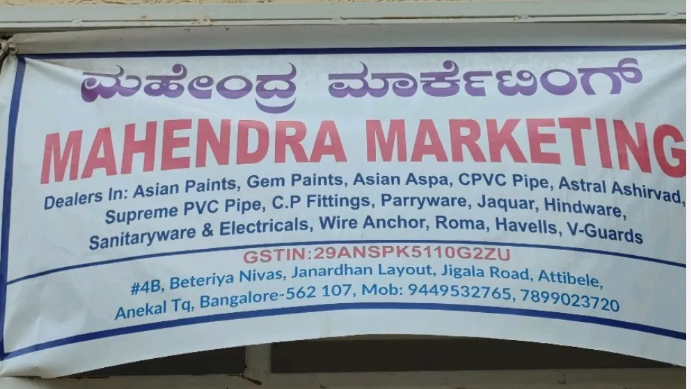 ಮಹೇಂದ್ರ ಮಾರ್ಕೆಟಿಂಗ್
MAHENDRA MARKETING
Dealers In: Asian Paints, Gem Paints, Asian Aspa, CPVC Pipe, Astral Ashirvad,
Supreme PVC Pipe, C.P Fittings, Parryware, Jaquar, Hindware,
Sanitaryware & Electricals, Wire Anchor, Roma, Havells, V-Guards
GSTIN:29ANSPK5110G2ZU
#4B, Beteriya Nivas, Janardhan Layout, Jigala Road, Attibele,
Anekal Tq, Bangalore-562 107, Mob: 9449532765, 7899023720